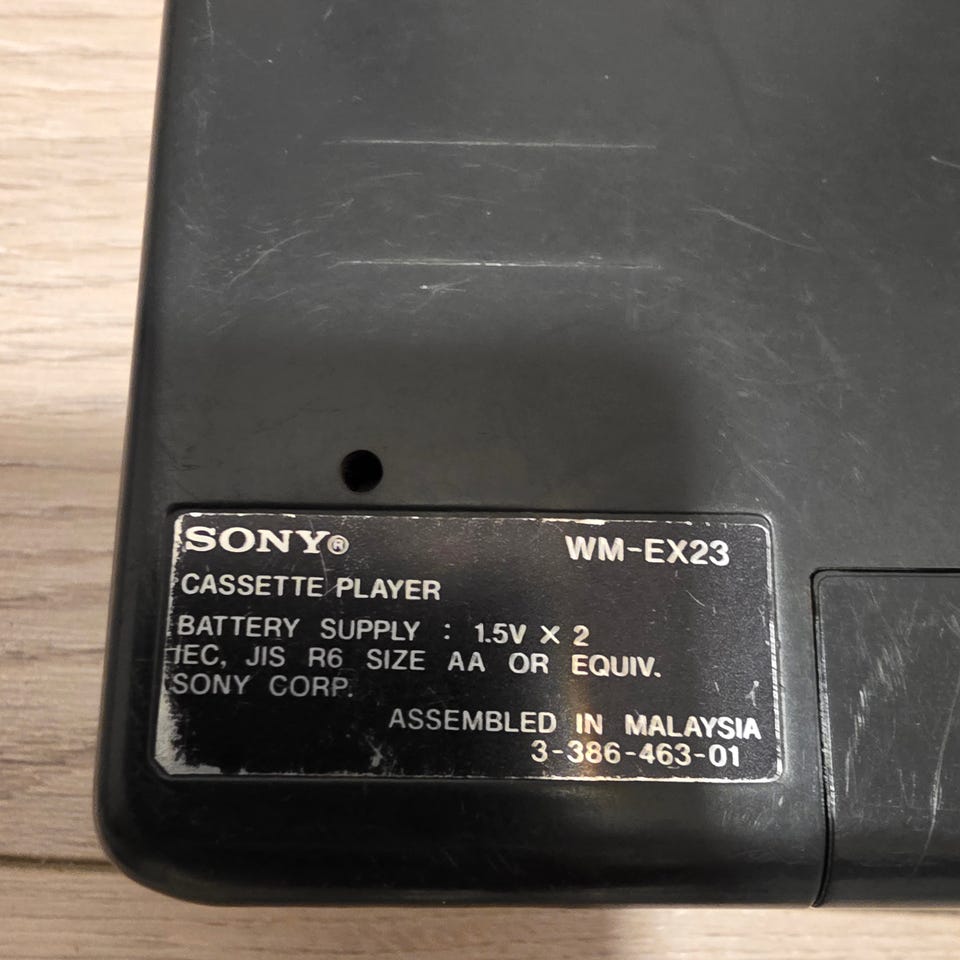 SONY® WM-EX23
CASSETTE PLAYER
BATTERY SUPPLY : 1.5V X 2
IEC, JIS R6 SIZE AA OR EQUIV.
SONY CORP.
ASSEMBLED IN MALAYSIA
3-386-463-01